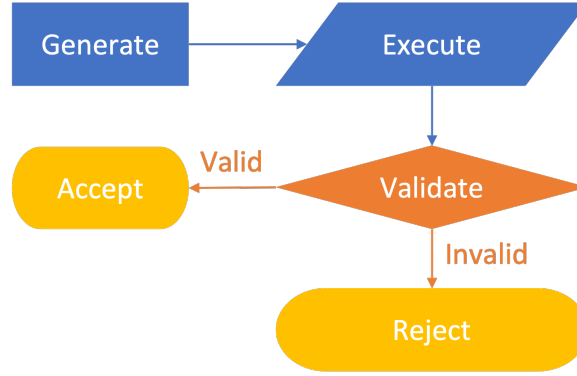 Generate
Execute
Valid
Accept
Validate
Invalid
Reject